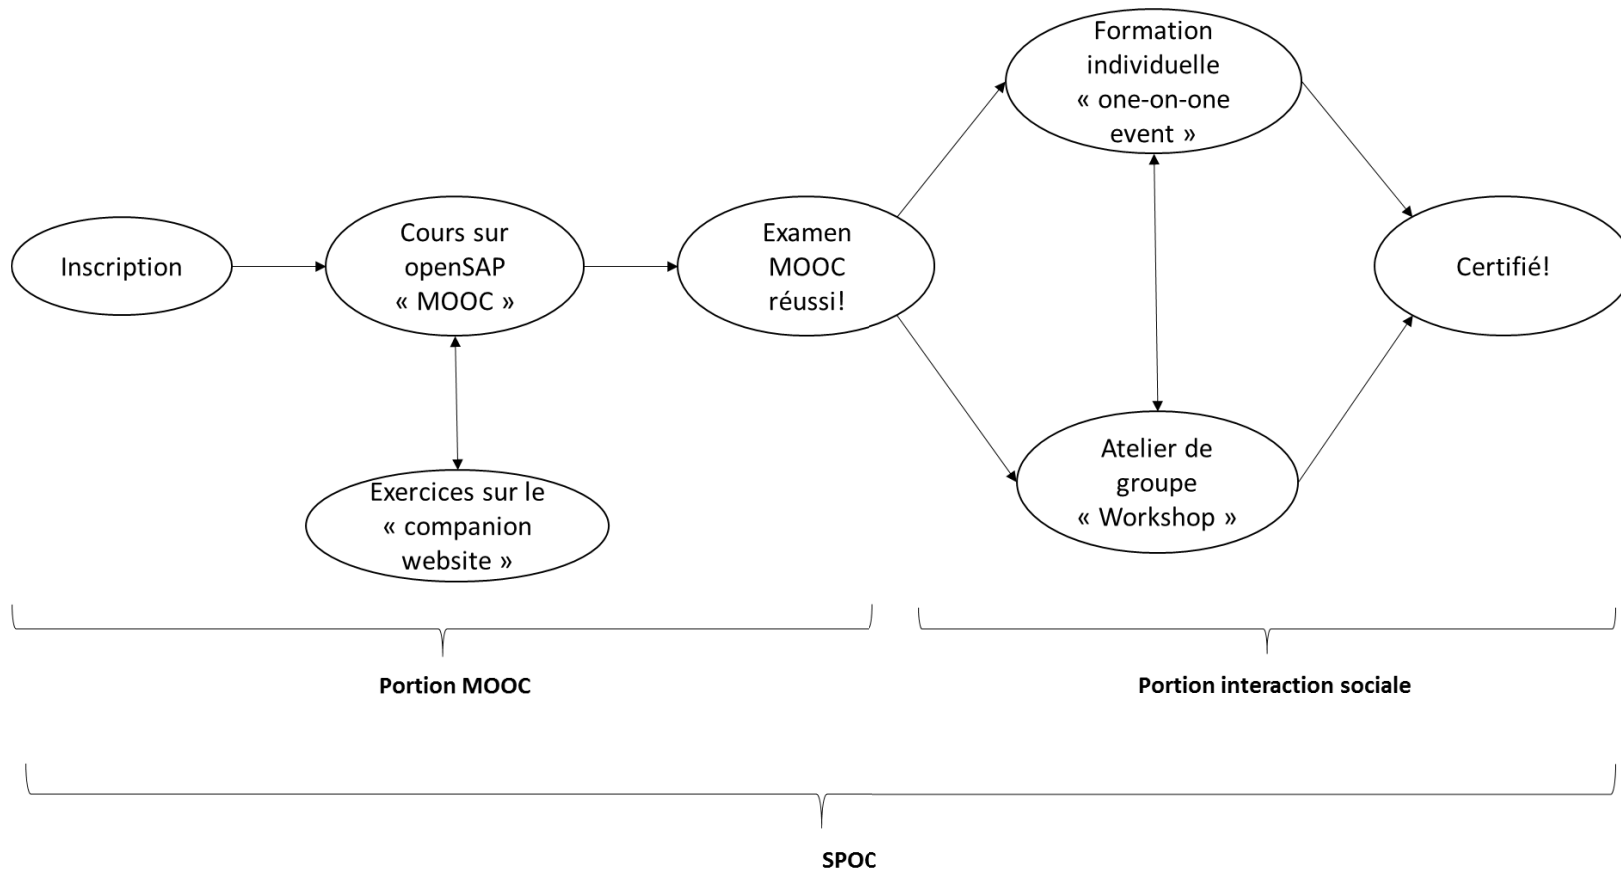 Formation
individuelle
« one-on-one
event »
Inscription
Cours sur
openSAP
« MOOC »
Examen
MOOC
réussi!
Certifié!
Exercices sur le
« companion
website »
Atelier de
groupe
« Workshop »
Portion MOOC
Portion interaction sociale
SPOC